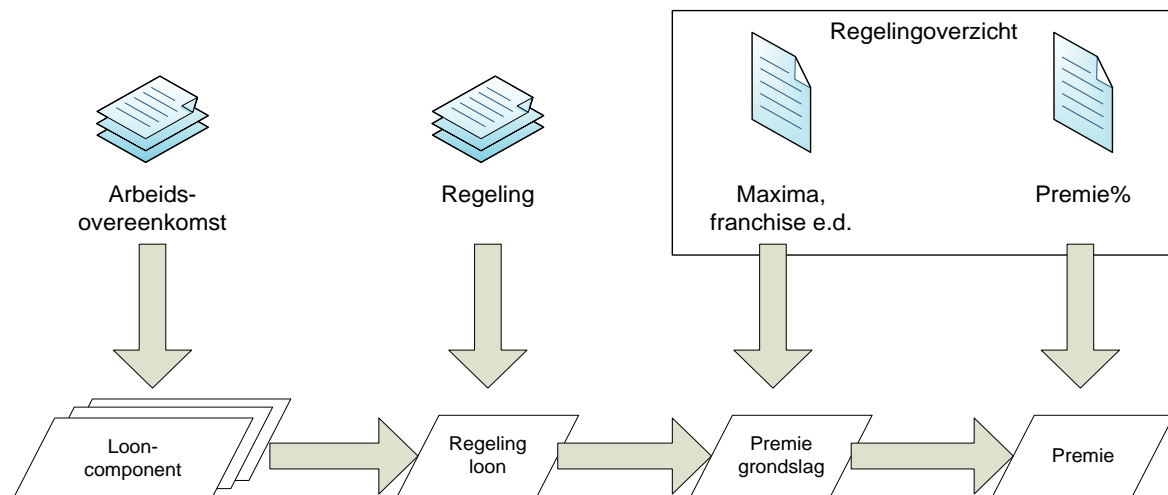 Regelingoverzicht
Arbeids-
overeenkomst
Regeling
Maxima,
franchise e.d.
Premie%
Loon-
component
Regeling
loon
Premie
grondslag
Premie